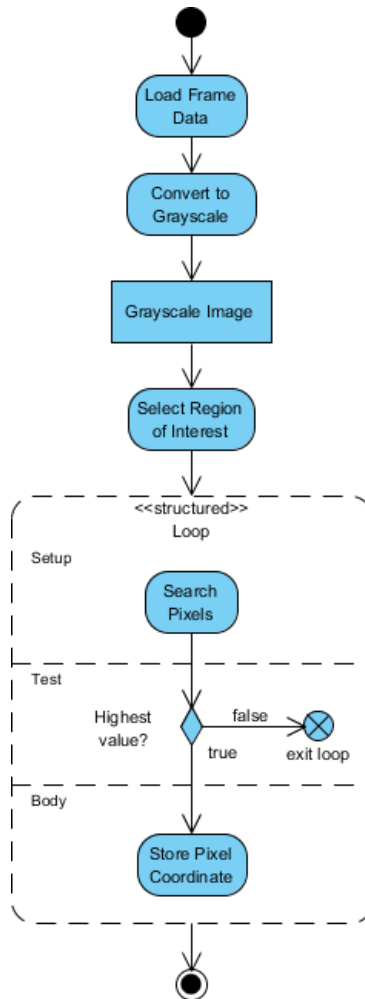 Load Frame
Data
Convert to
Grayscale
Grayscale Image
Select Region
of Interest
<<structured>>
Loop
Setup
Search
Pixels
Test
Highest
value?
false
true
exit loop
Body
Store Pixel
Coordinate